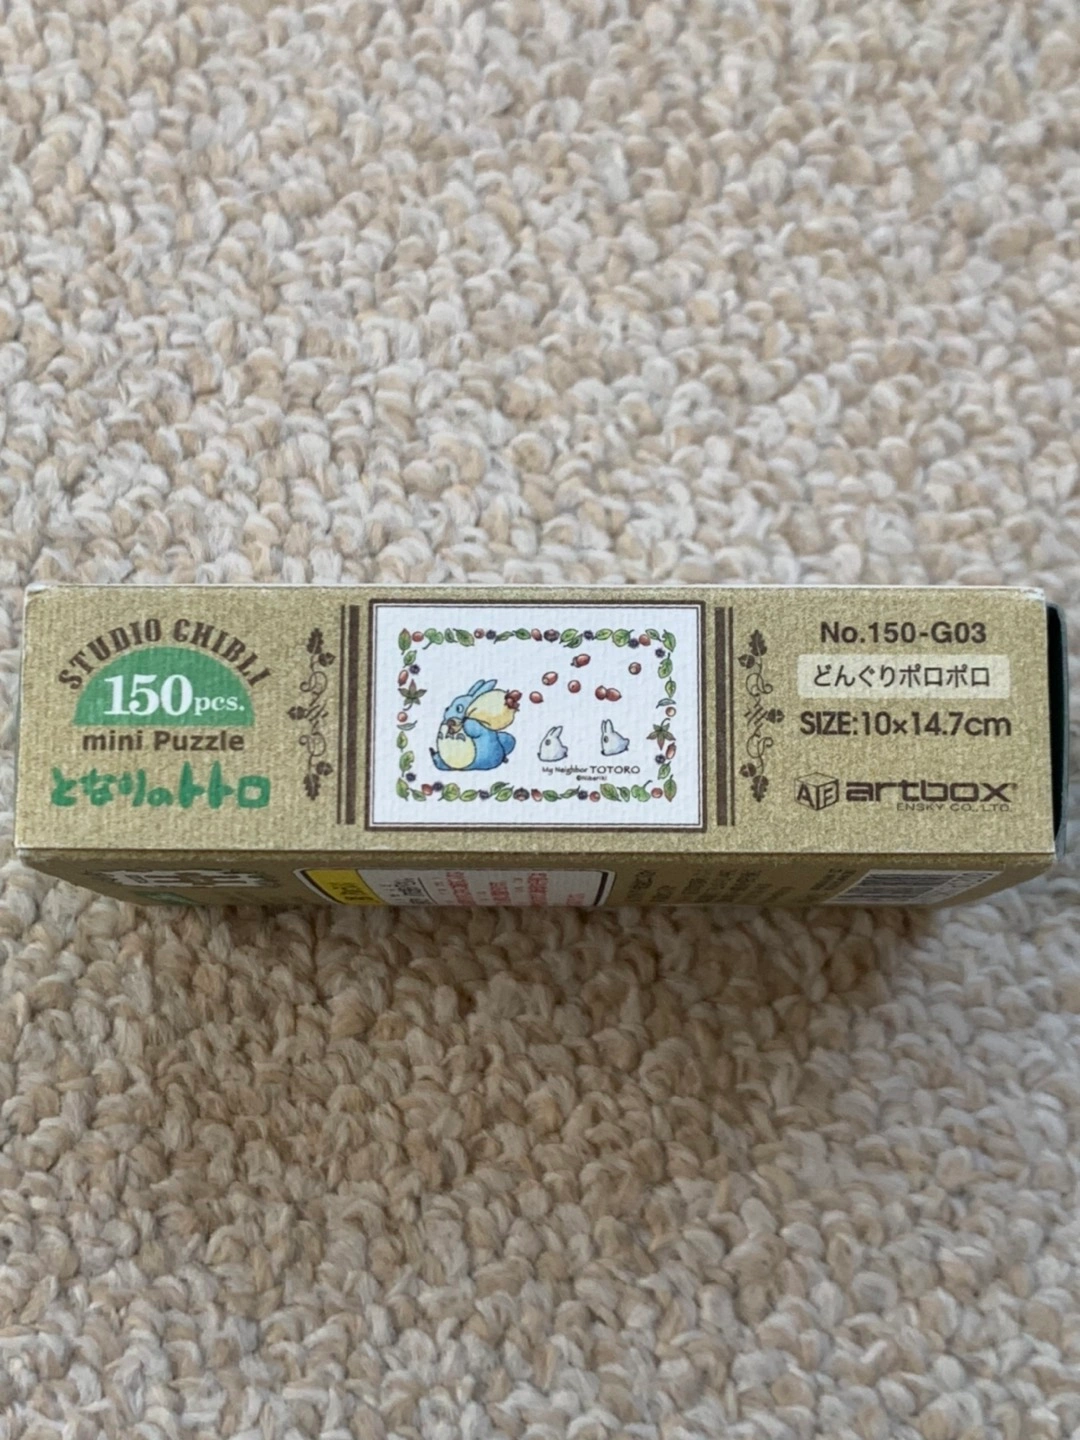 STUDIO GHIBLI
150pcs.
mini Puzzle
となりのトトロ
My Neighbor TOTORO
©Nibariki
No.150-G03
どんぐりポロポロ
SIZE:10×14.7cm
artbox
ENSKY CO., LTD.